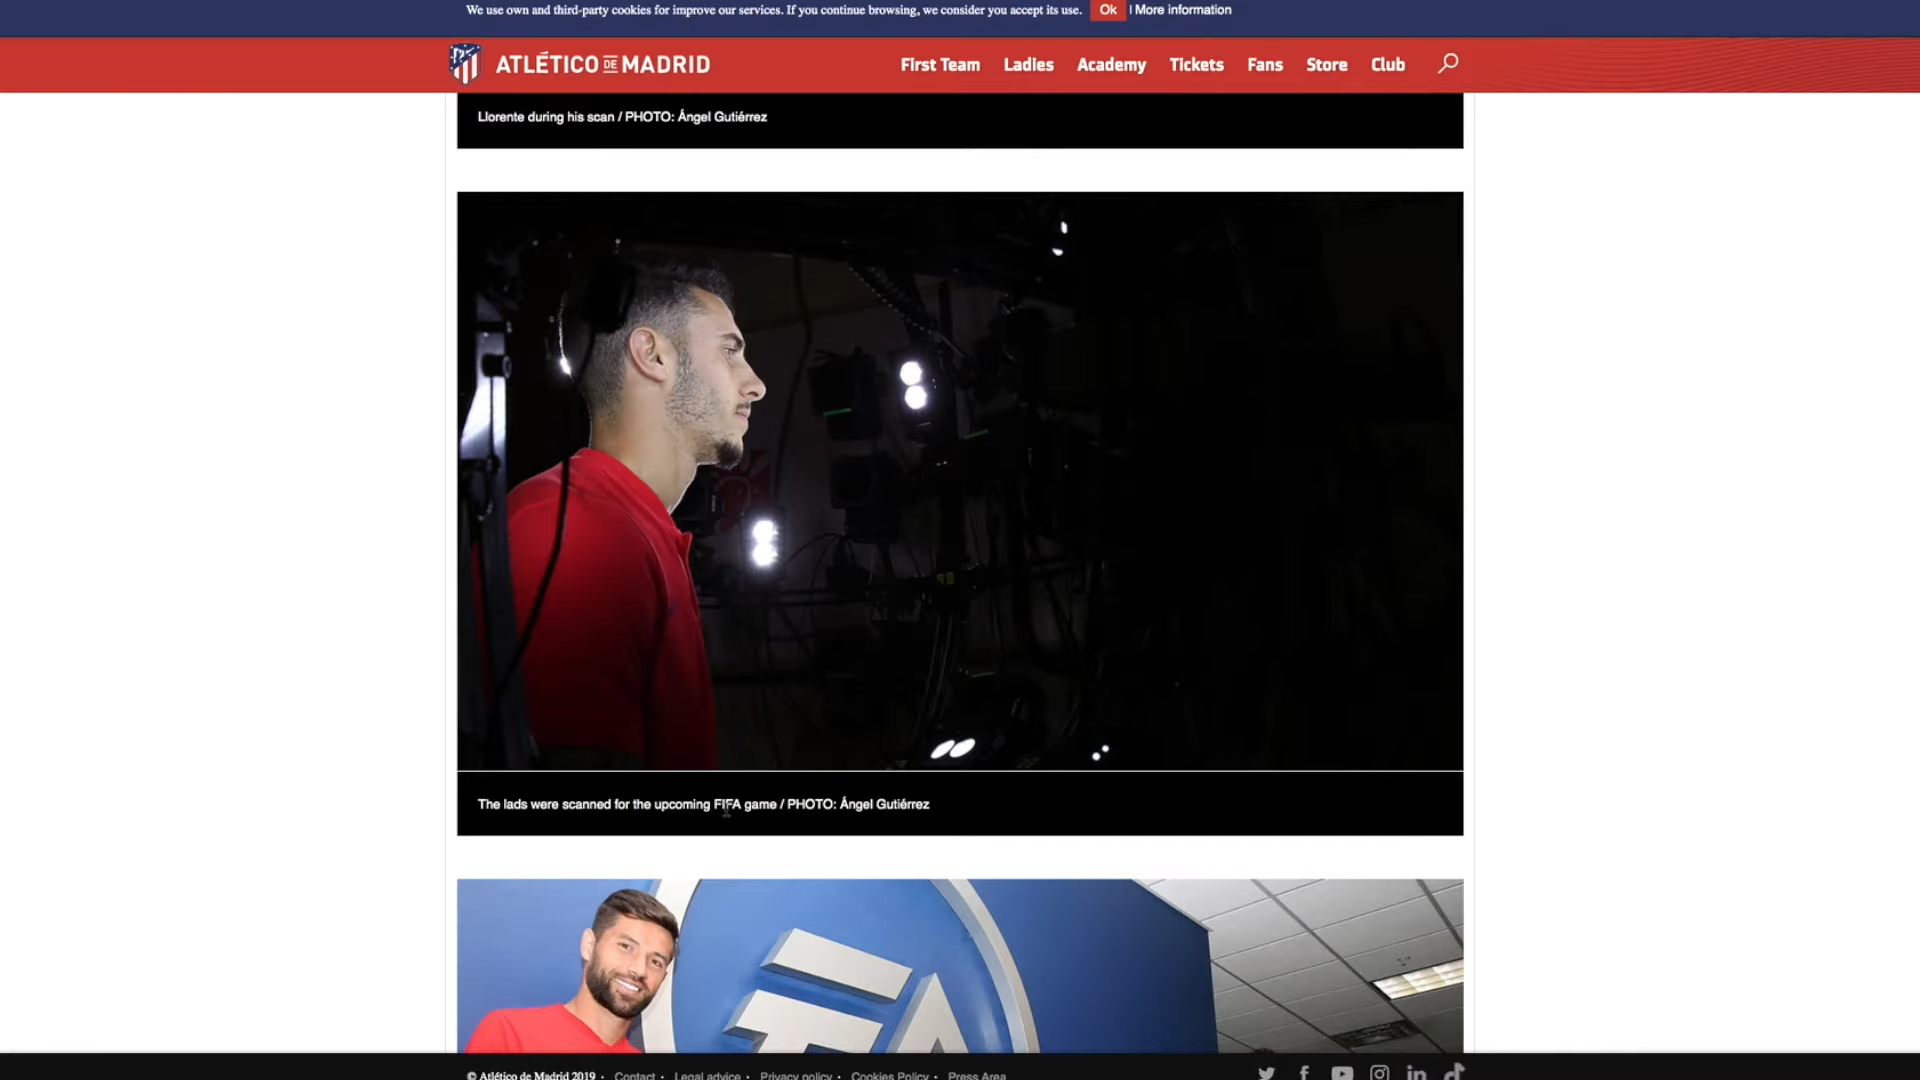 We use own and third-party cookies for improve our services. If you continue browsing, we consider you accept its use. Ok | More information
ATLÉTICO DE MADRID
First Team Ladies Academy Tickets Fans Store Club
Llorente during his scan / PHOTO: Ángel Gutiérrez
The lads were scanned for the upcoming FIFA game / PHOTO: Ángel Gutiérrez
EA
© Atlético de Madrid 2019 · Contact · Legal advice · Privacy policy · Cookies Policy · Press Area